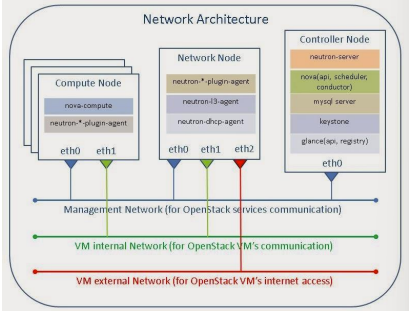 Network Architecture
Compute Node
nova-compute
neutron-*-plugin-agent
eth0 eth1
Network Node
neutron-*-plugin-agent
neutron-l3-agent
neutron-dhcp-agent
eth0 eth1 eth2
Controller Node
neutron-server
nova(api, scheduler,
conductor)
mysql server
keystone
glance(api, registry)
eth0
Management Network (for OpenStack services communication)
VM internal Network (for OpenStack VM's communication)
VM external Network (for OpenStack VM's internet access)